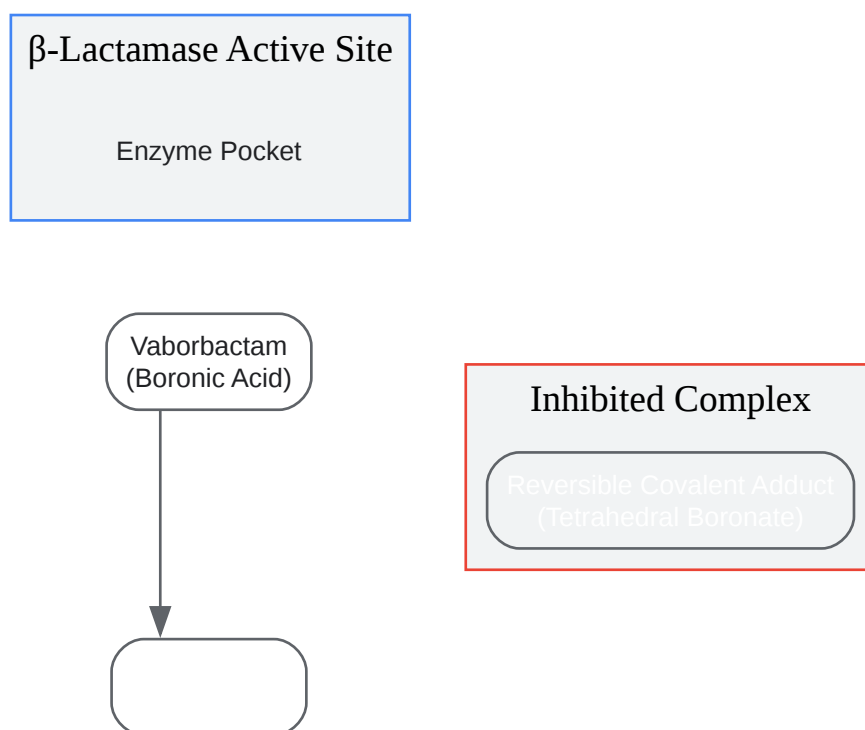 β-Lactamase Active Site
Enzyme Pocket
Vaborbactam
(Boronic Acid)
Inhibited Complex
Reversible Covalent Adduct
(Tetrahedral Boronate)